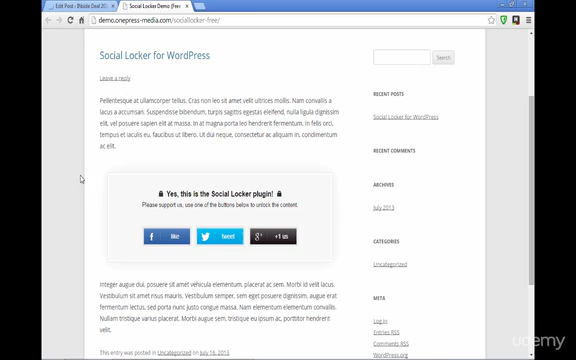 Edit Post ‹ iNside Deal 20
Social Locker Demo (Free
demo.onepress-media.com/sociallocker-free/
Social Locker for WordPress
Search
Leave a reply
RECENT POSTS
Pellentesque at ullamcorper tellus. Cras non leo sit amet velit ultrices mollis. Nam convallis a
lacus a accumsan. Suspendisse bibendum, turpis sagittis egestas eleifend, nulla ligula dignissim
Social Locker for WordPress
elit, vel posuere sapien elit at massa. In at magna porta leo hendrerit fermentum. In felis orci,
tempus et iaculis eu, faucibus ut libero. Ut dui neque, consectetur ac aliquam in, condimentum
ac elit.
RECENT COMMENTS
ARCHIVES
Yes, this is the Social Locker plugin!
Please support us, use one of the buttons below to unlock the content.
July 2013
like
tweet
+1 us
CATEGORIES
Uncategorized
Integer augue dui, posuere sit amet vehicula elementum, placerat ac sem. Morbi id velit lacus.
Vestibulum sit amet risus mauris. Vestibulum sem sem, eget posuere dignissim augue
META
fermentum lectus, sed porta nunc justo congue massa. Nam elementum elementum convallis.
Nullam tristique varius placerat. Morbi augue sem, tristique ut ipsum ac, porttitor hendrerit
Log in
velit.
Entries RSS
Comments RSS
This entry was posted in Uncategorized on July 16, 2013.
WordPress.org
udemy